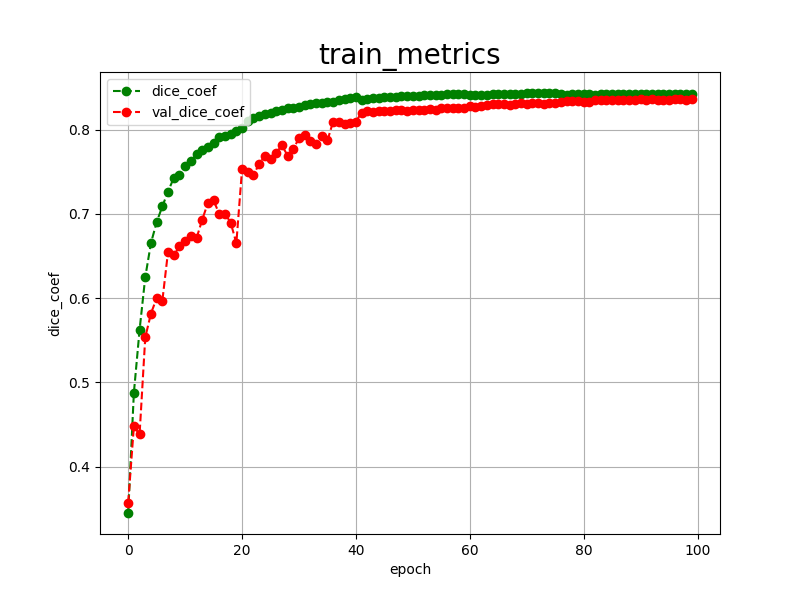 train_metrics
dice_coef
val_dice_coef
0.8
0.7
0.6
0.5
0.4
dice_coef
0 20 40 60 80 100
epoch